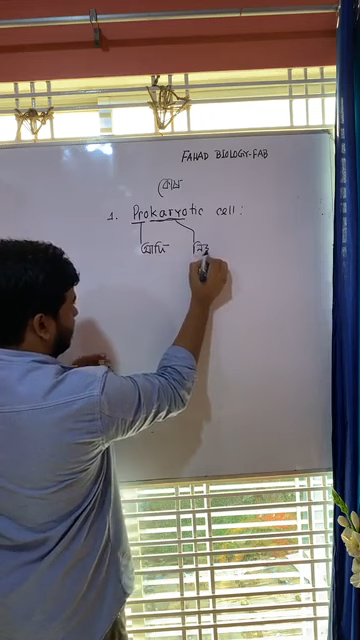 FAHAD BIOLOGY-FAB
কোষ
1. Prokaryotic cell:
আদি